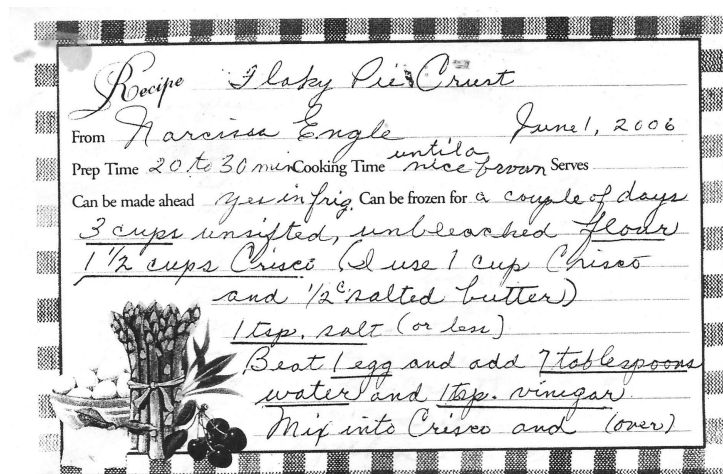 Recipe Flaky Pie Crust
From Narcissa Engle June 1, 2006
Prep Time 20 to 30 min Cooking Time until a nice brown Serves
Can be made ahead yes in frig. Can be frozen for a couple of days
3 cups unsifted, unbleached flour
1 1/2 cups Crisco (I use 1 cup Crisco
and 1/2 c salted butter)
1 tsp. salt (or less)
Beat 1 egg and add 7 tablespoons
water and 1 tsp. vinegar
Mix into Crisco and (over)